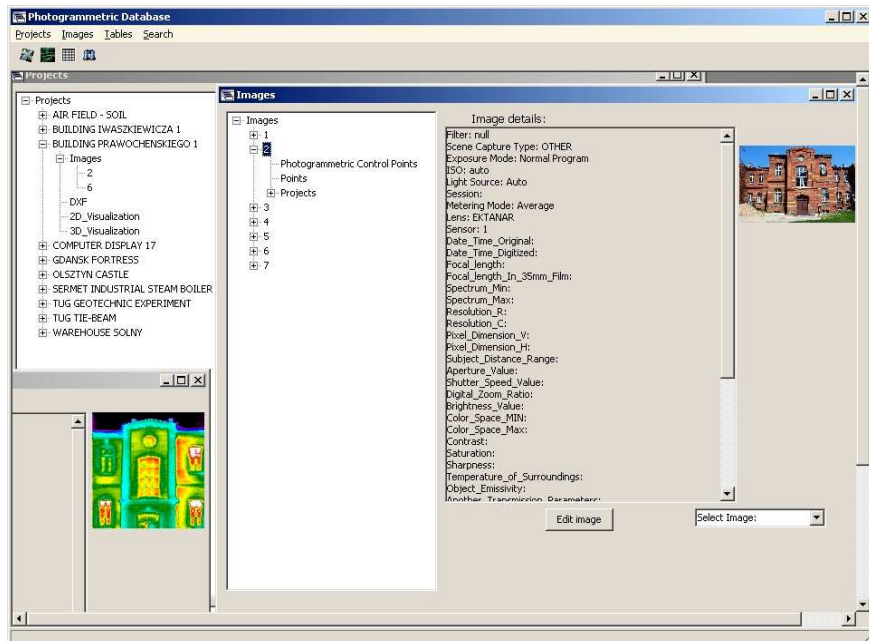 Photogrammetric Database
Projects Images Tables Search
Projects
Projects
AIR FIELD - SOIL
BUILDING IWASZKIEWICZA 1
BUILDING PRAWOCHENSKIEGO 1
Images
2
6
DXF
2D_Visualization
3D_Visualization
COMPUTER DISPLAY 17
GDANSK FORTRESS
OLSZTYN CASTLE
SERMET INDUSTRIAL STEAM BOILER
TUG GEOTECHNIC EXPERIMENT
TUG TIE-BEAM
WAREHOUSE SOLNY
Images
Images
1
2
Photogrammetric Control Points
Points
Projects
3
4
5
6
7
Image details:
Filter: null
Scene Capture Type: OTHER
Exposure Mode: Normal Program
ISO: auto
Light Source: Auto
Session:
Metering Mode: Average
Lens: EKTANAR
Sensor: 1
Date_Time_Original:
Date_Time_Digitized:
Focal_length:
Focal_length_In_35mm_Film:
Spectrum_Min:
Spectrum_Max:
Resolution_R:
Resolution_C:
Pixel_Dimension_V:
Pixel_Dimension_H:
Subject_Distance_Range:
Aperture_Value:
Shutter_Speed_Value:
Digital_Zoom_Ratio:
Brightness_Value:
Color_Space_MIN:
Color_Space_Max:
Contrast:
Saturation:
Sharpness:
Temperature_of_Surroundings:
Object_Emissivity:
Another_Transmission_Parameters:
Edit image
Select Image: